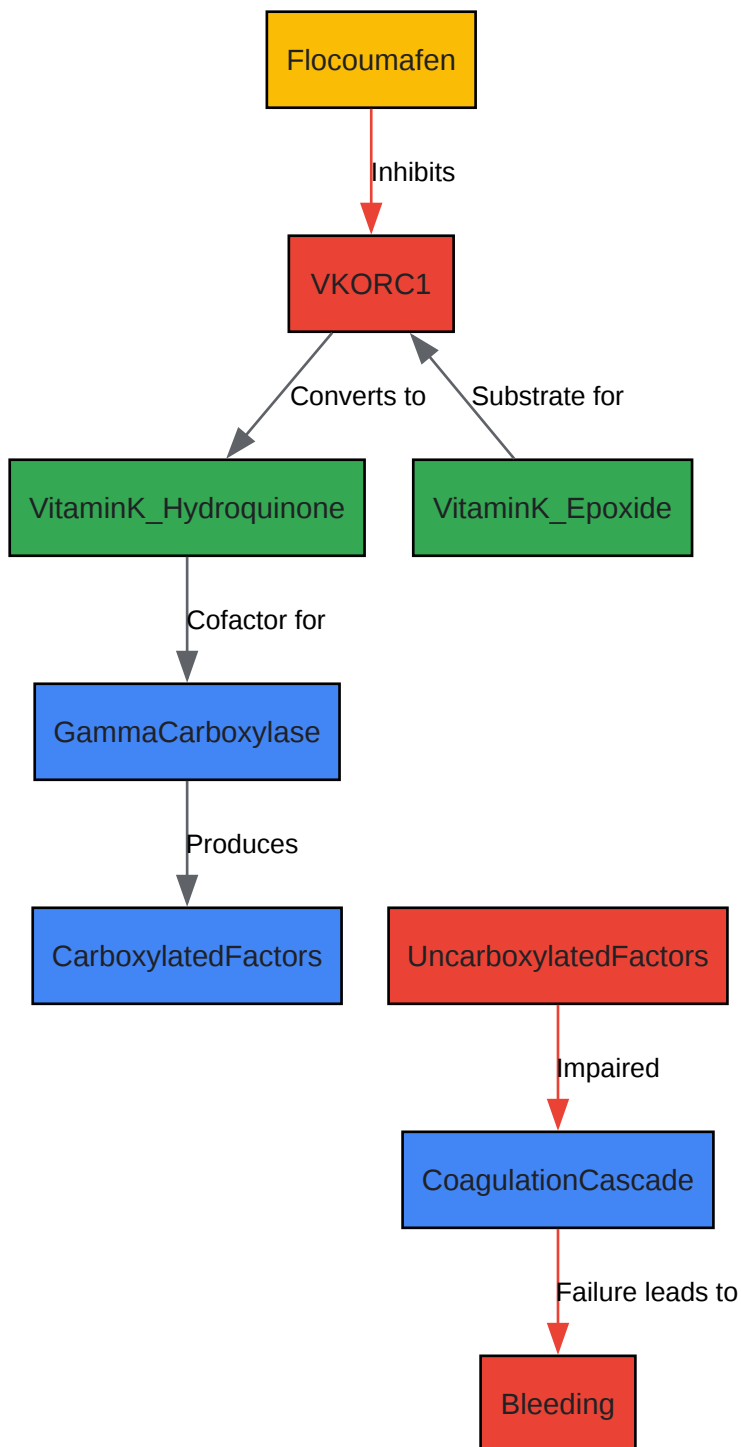 Flocoumafen
Inhibits
VKORC1
Converts to
Substrate for
VitaminK_Hydroquinone
VitaminK_Epoxide
Cofactor for
GammaCarboxylase
Produces
CarboxylatedFactors
UncarboxylatedFactors
Impaired
CoagulationCascade
Failure leads to
Bleeding